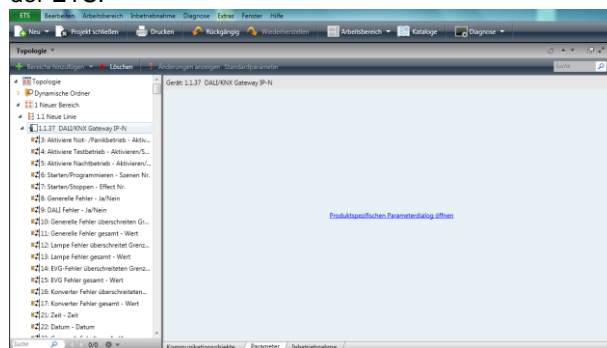 der ETS.
ETS Bearbeiten Arbeitsbereich Inbetriebnahme Diagnose Extras Fenster Hilfe
Neu Projekt schließen Drucken Rückgängig Wiederherstellen Arbeitsbereich Kataloge Diagnose
Topologie
Bereiche hinzufügen Löschen Änderungen anzeigen Standardparameter Suche
Topologie
Gerät: 1.1.37 DALI/KNX Gateway IP-N
Dynamische Ordner
1 Neuer Bereich
1.1 Neue Linie
1.1.37 DALI/KNX Gateway IP-N
3: Aktiviere Not- /Panikbetrieb - Aktiv...
4: Aktiviere Testbetrieb - Aktivieren/S...
5: Aktiviere Nachtbetrieb - Aktivieren/...
6: Starten/Programmieren - Szenen Nr.
7: Starten/Stoppen - Effect Nr.
8: Generelle Fehler - Ja/Nein
9: DALI Fehler - Ja/Nein
10: Generelle Fehler überschreiten Gr...
11: Generelle Fehler gesamt - Wert
12: Lampe Fehler überschreitet Grenz...
13: Lampe Fehler gesamt - Wert
14: EVG-Fehler überschreiteten Grenz...
15: EVG Fehler gesamt - Wert
16: Konverter Fehler überschreiteten...
17: Konverter Fehler gesamt - Wert
21: Zeit - Zeit
22: Datum - Datum
Produktspezifischen Parameterdialog öffnen
Suche 0/0
Kommunikationsobjekte Parameter Inbetriebnahme